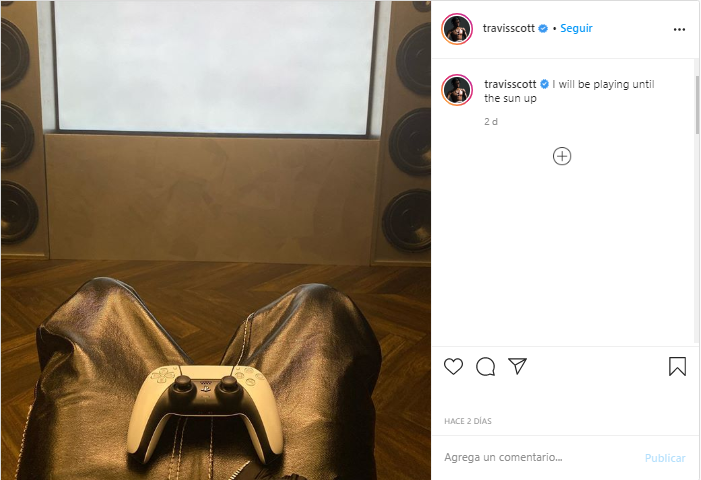 travisscott • Seguir
travisscott I will be playing until
the sun up
2 d
HACE 2 DÍAS
Agrega un comentario... Publicar